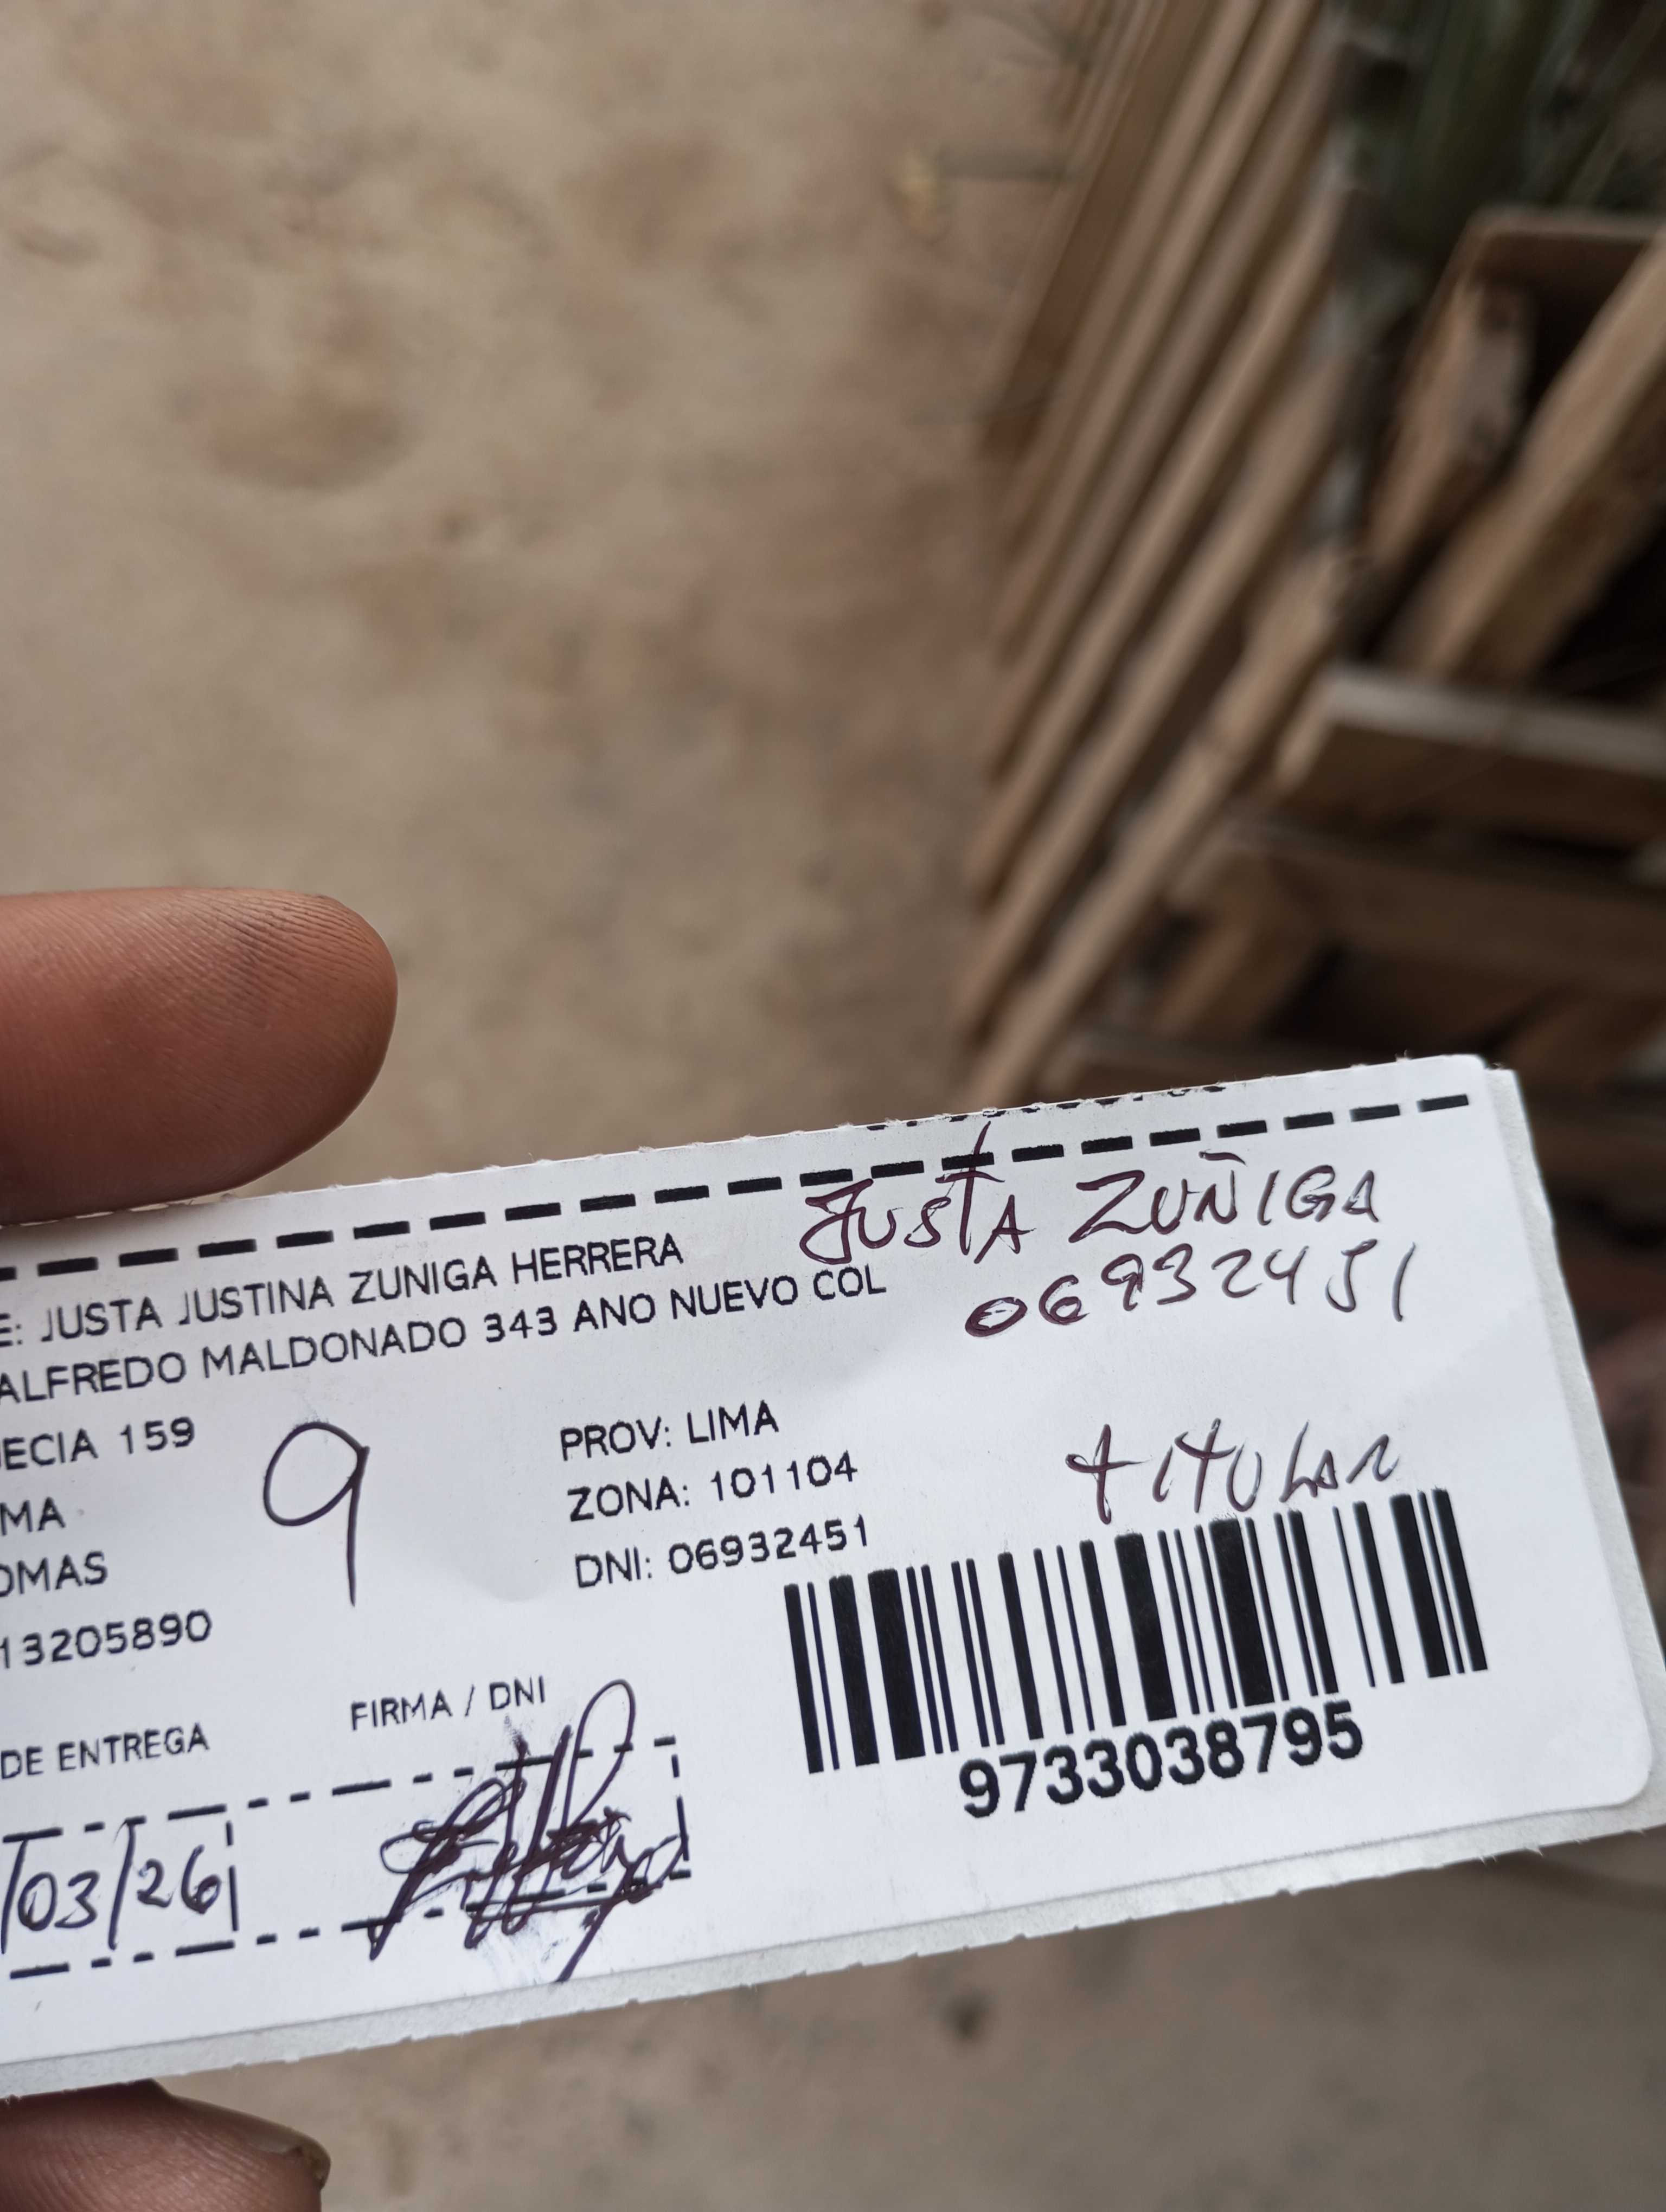 JUSTA ZUÑIGA
06932451
E: JUSTA JUSTINA ZUNIGA HERRERA
ALFREDO MALDONADO 343 ANO NUEVO COL
ECIA 159
PROV: LIMA
MA
9
ZONA: 101104
titular
OMAS
DNI: 06932451
13205890
FIRMA / DNI
DE ENTREGA
9733038795
/03/26